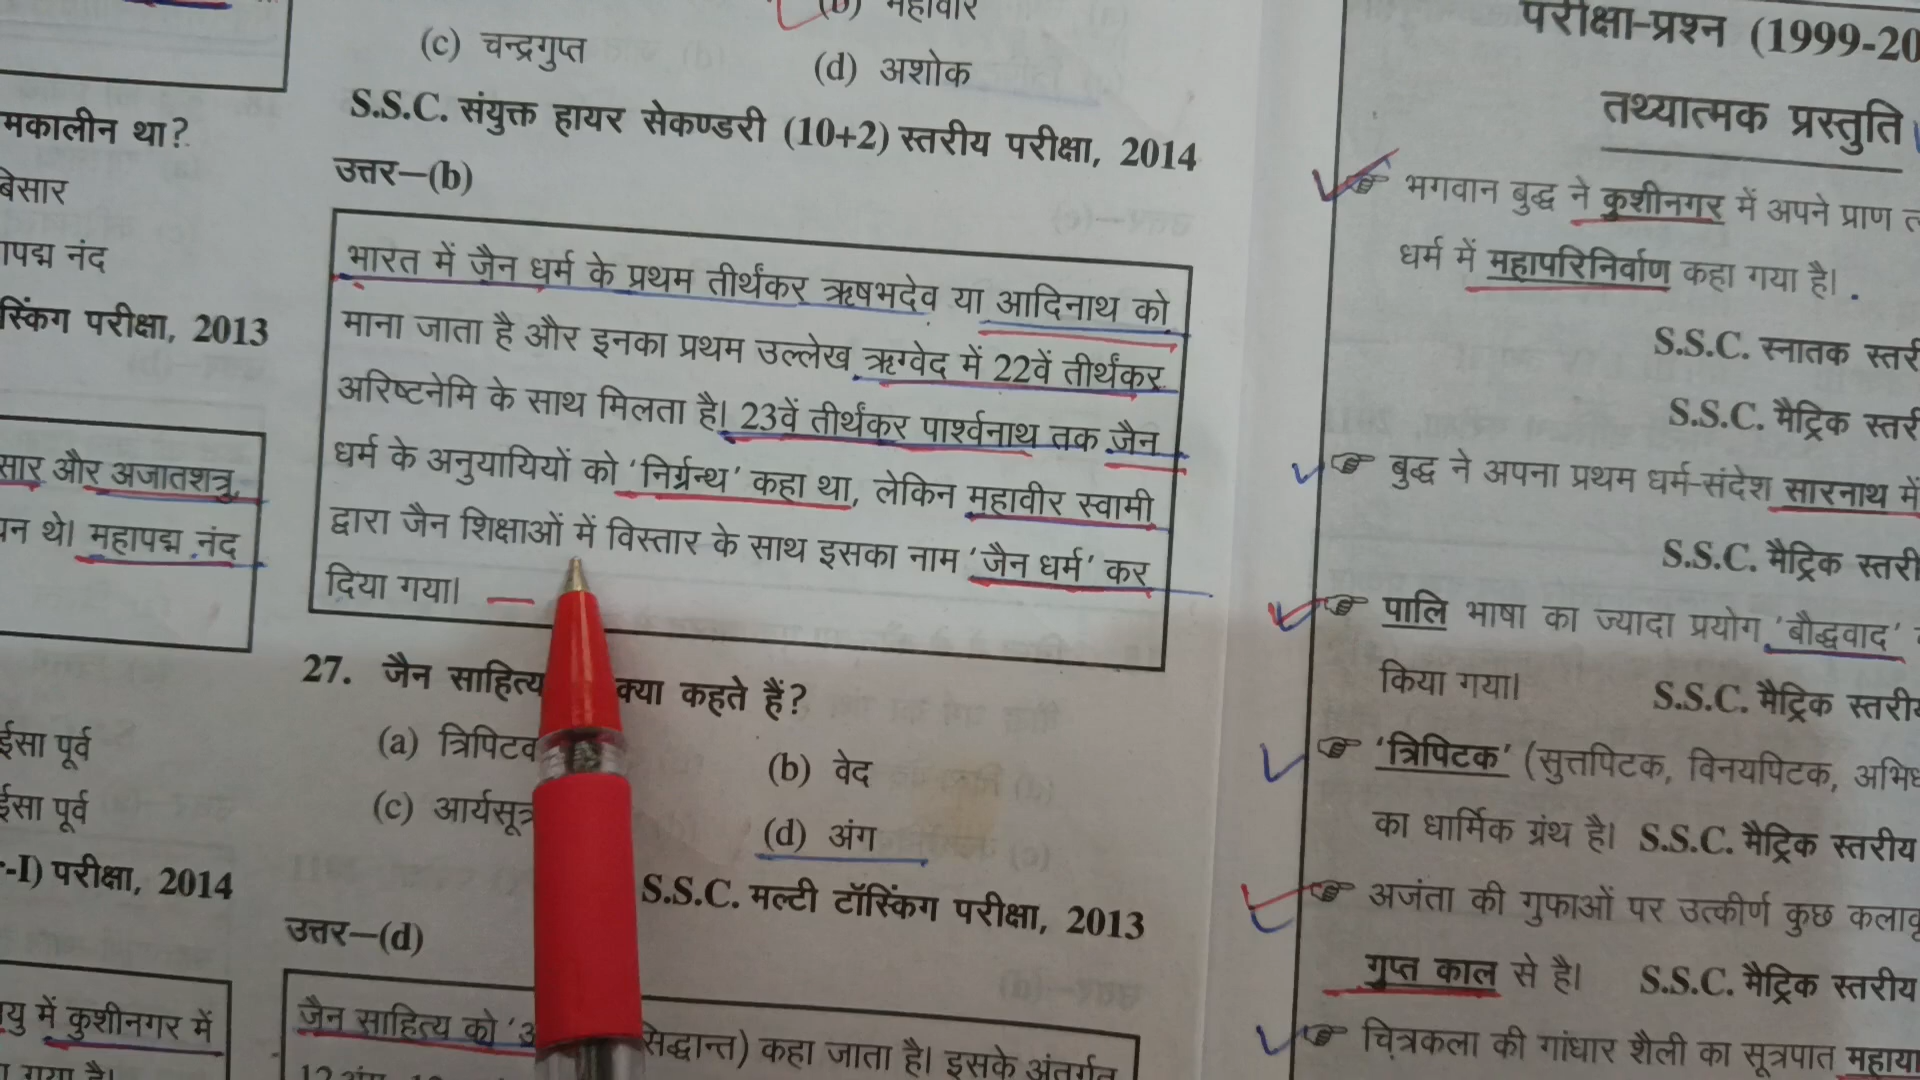 मकालीन था?
बेसार
ापद्म नंद
स्किंग परीक्षा, 2013
सार और अजातशत्रु
थे। महापद्म नंद
ईसा पूर्व
ईसा पूर्व
-I) परीक्षा, 2014
में कुशीनगर में
गया है।
(b) महावीर
(c) चन्द्रगुप्त
(d) अशोक
S.S.C. संयुक्त हायर सेकण्डरी (10+2) स्तरीय परीक्षा, 2014
उत्तर—(b)
भारत में जैन धर्म के प्रथम तीर्थंकर ऋषभदेव या आदिनाथ को
माना जाता है और इनका प्रथम उल्लेख ऋग्वेद में 22वें तीर्थंकर
अरिष्टनेमि के साथ मिलता है। 23वें तीर्थंकर पार्श्वनाथ तक जैन
धर्म के अनुयायियों को 'निर्ग्रन्थ' कहा था, लेकिन महावीर स्वामी
द्वारा जैन शिक्षाओं में विस्तार के साथ इसका नाम 'जैन धर्म' कर
दिया गया।
27. जैन साहित्य क्या कहते हैं?
(a) त्रिपिटक
(b) वेद
(c) आर्यसूत्र
(d) अंग
S.S.C. मल्टी टॉस्किंग परीक्षा, 2013
उत्तर—(d)
जैन साहित्य को सिद्धान्त) कहा जाता है। इसके अंतर्गत
परीक्षा-प्रश्न (1999-20
तथ्यात्मक प्रस्तुति
भगवान बुद्ध ने कुशीनगर में अपने प्राण
धर्म में महापरिनिर्वाण कहा गया है।
S.S.C. स्नातक स्तरी
S.S.C. मैट्रिक स्तरी
बुद्ध ने अपना प्रथम धर्म-संदेश सारनाथ में
S.S.C. मैट्रिक स्तरी
पालि भाषा का ज्यादा प्रयोग 'बौद्धवाद'
किया गया। S.S.C. मैट्रिक स्तरीय
'त्रिपिटक' (सुत्तपिटक, विनयपिटक, अभिध
का धार्मिक ग्रंथ है। S.S.C. मैट्रिक स्तरीय
अजंता की गुफाओं पर उत्कीर्ण कुछ कलाकृ
गुप्त काल से है। S.S.C. मैट्रिक स्तरीय
चित्रकला की गांधार शैली का सूत्रपात महाया